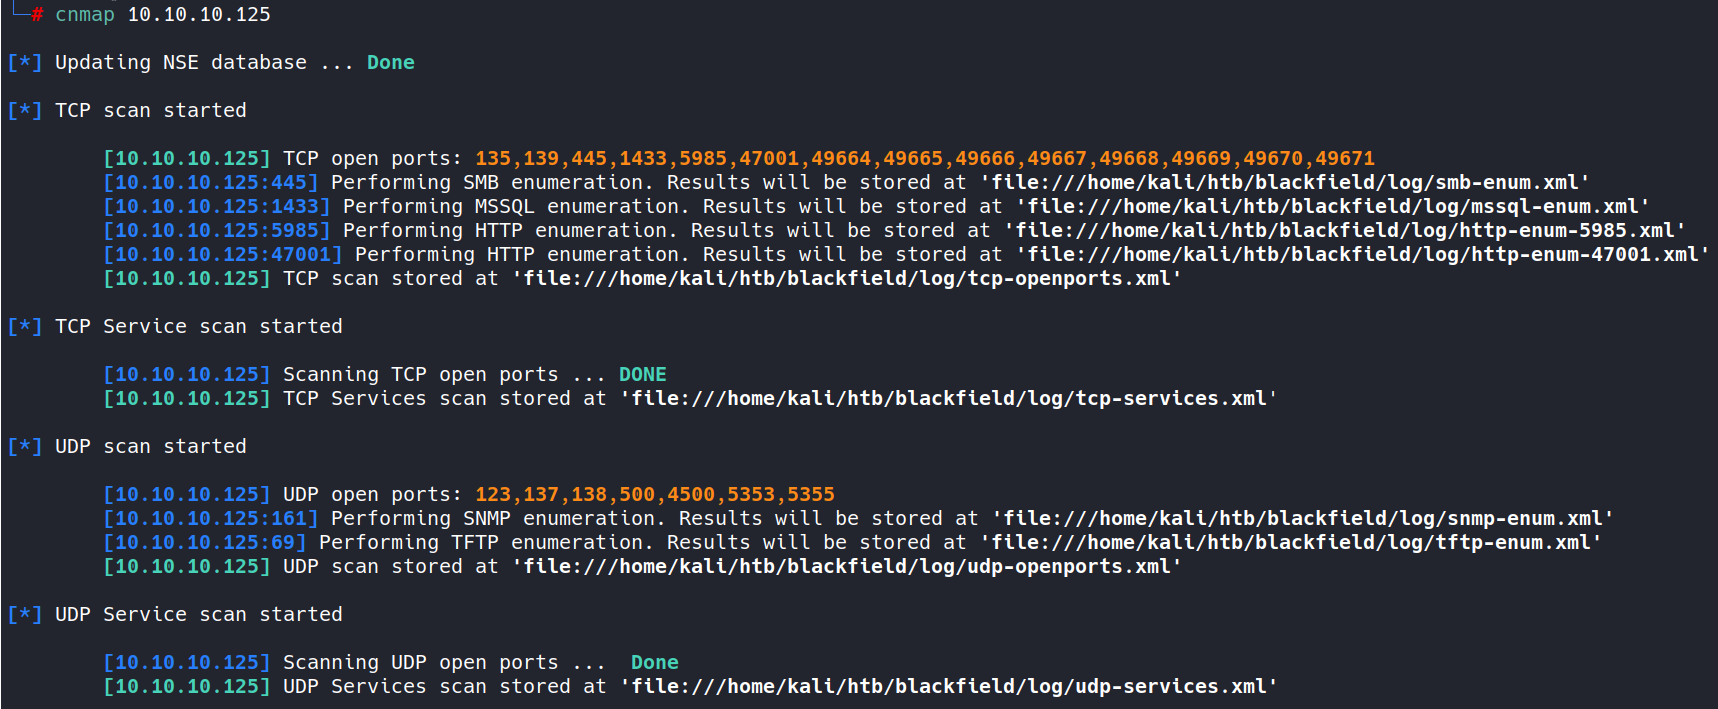 └─# cnmap 10.10.10.125
[*] Updating NSE database ... Done
[*] TCP scan started
[10.10.10.125] TCP open ports: 135,139,445,1433,5985,47001,49664,49665,49666,49667,49668,49669,49670,49671
[10.10.10.125:445] Performing SMB enumeration. Results will be stored at 'file:///home/kali/htb/blackfield/log/smb-enum.xml'
[10.10.10.125:1433] Performing MSSQL enumeration. Results will be stored at 'file:///home/kali/htb/blackfield/log/mssql-enum.xml'
[10.10.10.125:5985] Performing HTTP enumeration. Results will be stored at 'file:///home/kali/htb/blackfield/log/http-enum-5985.xml'
[10.10.10.125:47001] Performing HTTP enumeration. Results will be stored at 'file:///home/kali/htb/blackfield/log/http-enum-47001.xml'
[10.10.10.125] TCP scan stored at 'file:///home/kali/htb/blackfield/log/tcp-openports.xml'
[*] TCP Service scan started
[10.10.10.125] Scanning TCP open ports ... DONE
[10.10.10.125] TCP Services scan stored at 'file:///home/kali/htb/blackfield/log/tcp-services.xml'
[*] UDP scan started
[10.10.10.125] UDP open ports: 123,137,138,500,4500,5353,5355
[10.10.10.125:161] Performing SNMP enumeration. Results will be stored at 'file:///home/kali/htb/blackfield/log/snmp-enum.xml'
[10.10.10.125:69] Performing TFTP enumeration. Results will be stored at 'file:///home/kali/htb/blackfield/log/tftp-enum.xml'
[10.10.10.125] UDP scan stored at 'file:///home/kali/htb/blackfield/log/udp-openports.xml'
[*] UDP Service scan started
[10.10.10.125] Scanning UDP open ports ...  Done
[10.10.10.125] UDP Services scan stored at 'file:///home/kali/htb/blackfield/log/udp-services.xml'